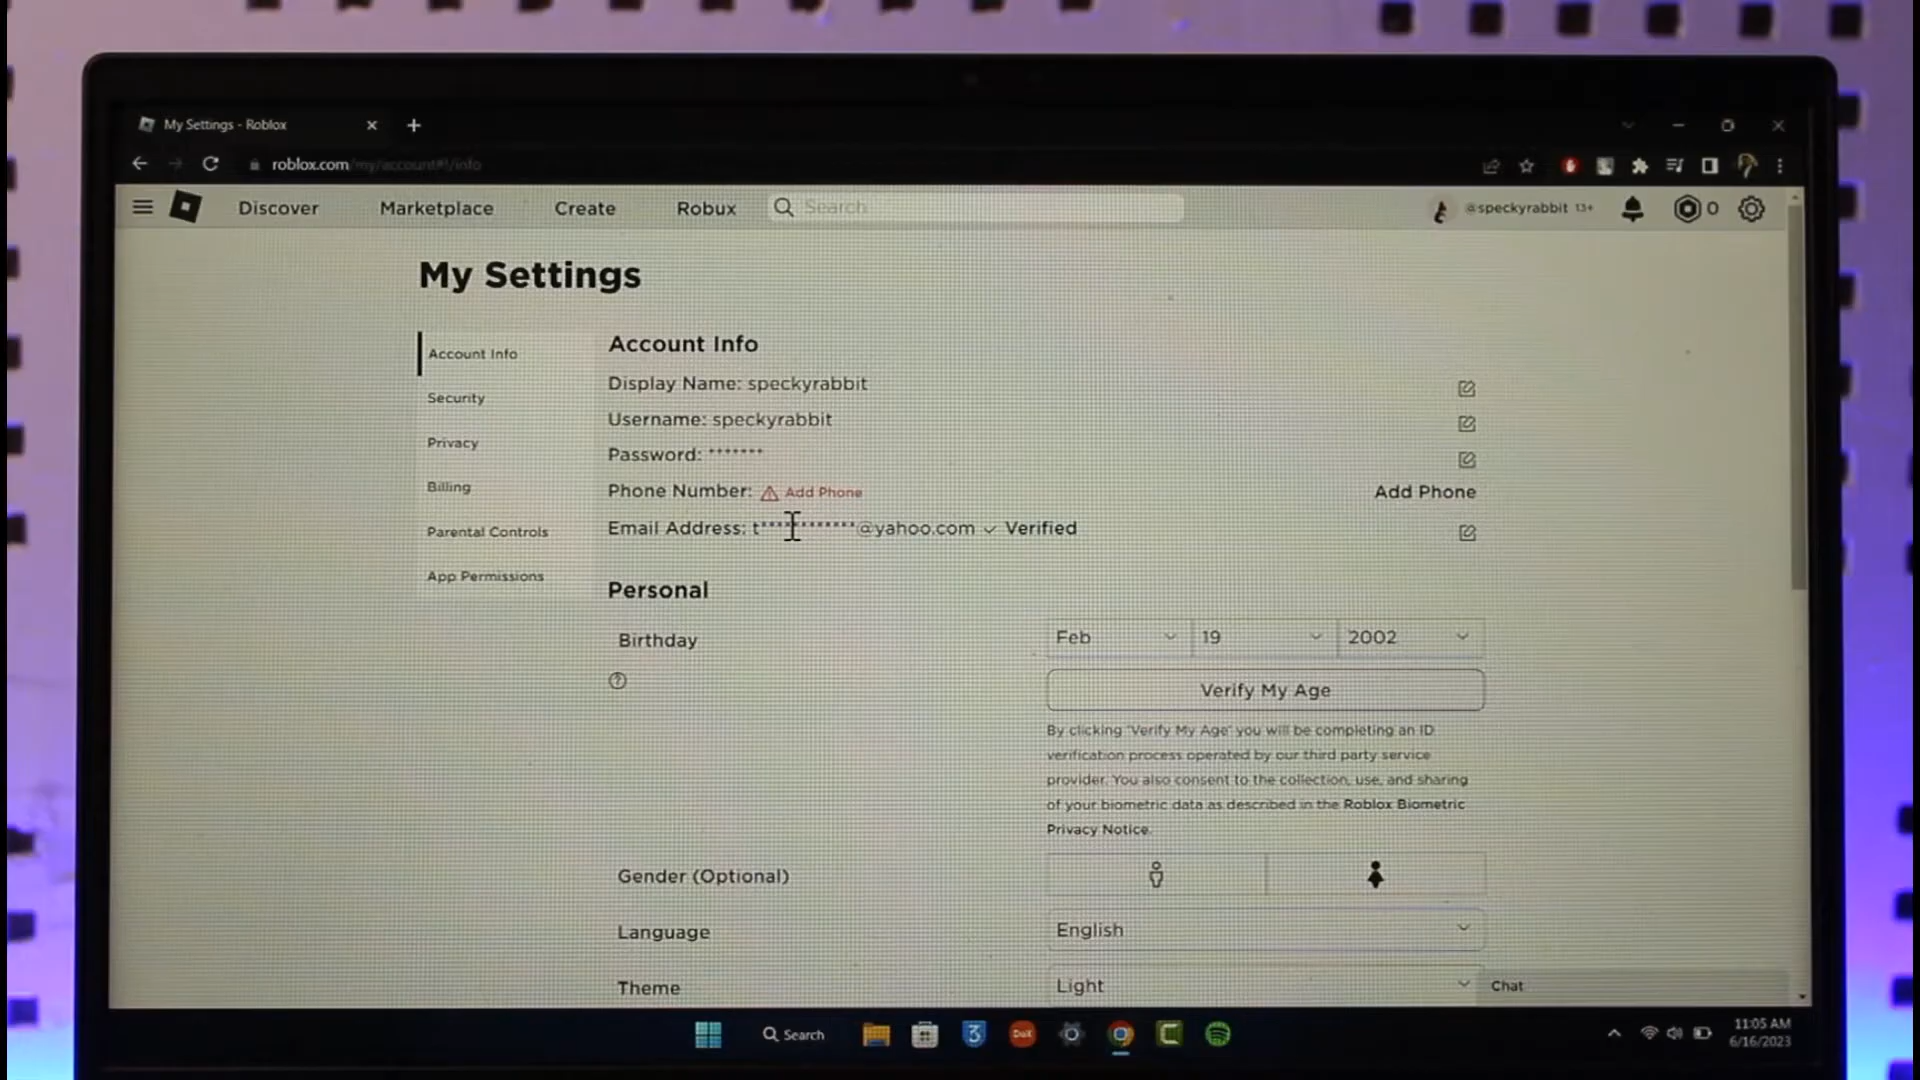 My Settings - Roblox
roblox.com/my/account#!/info
Discover
Marketplace
Create
Robux
Search
@speckyrabbit 13+
0
My Settings
Account Info
Security
Privacy
Billing
Parental Controls
App Permissions
Account Info
Display Name: speckyrabbit
Username: speckyrabbit
Password: *******
Phone Number: Add Phone
Add Phone
Email Address: t************@yahoo.com Verified
Personal
Birthday
Feb
19
2002
Verify My Age
By clicking "Verify My Age" you will be completing an ID
verification process operated by our third party service
provider. You also consent to the collection, use, and sharing
of your biometric data as described in the Roblox Biometric
Privacy Notice.
Gender (Optional)
Language
English
Theme
Light
Chat
Search
3
11:05 AM
6/16/2023